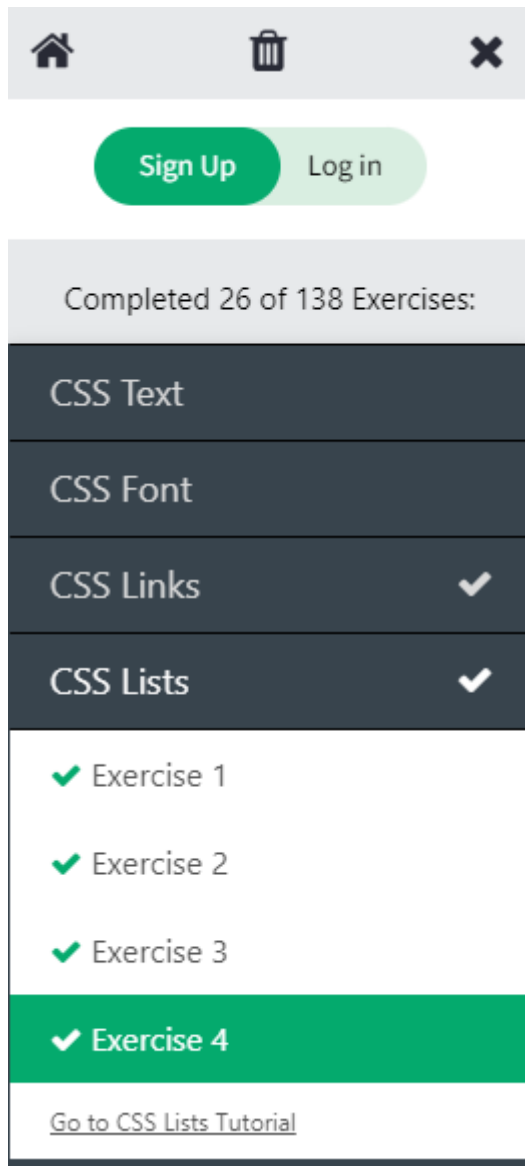 Sign Up Log in
Completed 26 of 138 Exercises:
CSS Text
CSS Font
CSS Links
CSS Lists
Exercise 1
Exercise 2
Exercise 3
Exercise 4
Go to CSS Lists Tutorial